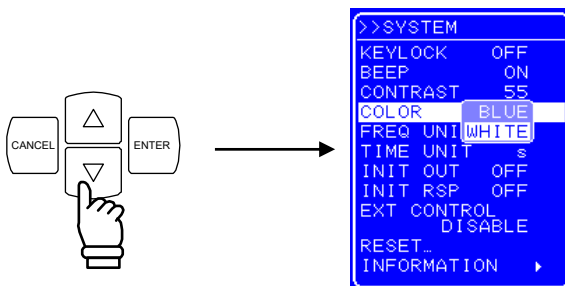 CANCEL
ENTER
>>SYSTEM
KEYLOCK OFF
BEEP ON
CONTRAST 55
COLOR BLUE
FREQ UNI WHITE
TIME UNIT s
INIT OUT OFF
INIT RSP OFF
EXT CONTROL
DISABLE
RESET…
INFORMATION